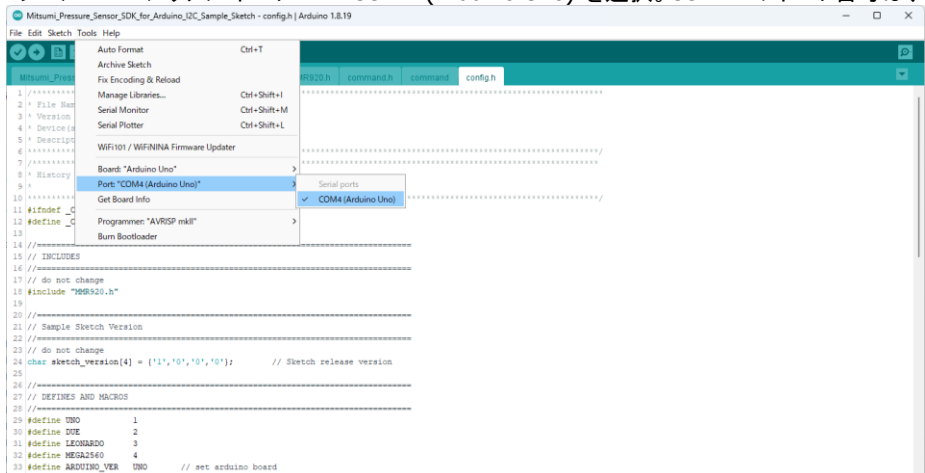 (Arduino Uno) を選択。
Mitsumi_Pressure_Sensor_SDK_for_Arduino_I2C_Sample_Sketch - config.h | Arduino 1.8.19
File Edit Sketch Tools Help
Mitsumi_Press
MR920.h command.h command config.h
Auto Format Ctrl+T
Archive Sketch
Fix Encoding & Reload
Manage Libraries... Ctrl+Shift+I
Serial Monitor Ctrl+Shift+M
Serial Plotter Ctrl+Shift+L
WiFi101 / WiFiNINA Firmware Updater
Board: "Arduino Uno"
Port: "COM4 (Arduino Uno)"
Get Board Info
Programmer: "AVRISP mkII"
Burn Bootloader
Serial ports
COM4 (Arduino Uno)
1 /*********
2 * File Nam
3 * Version
4 * Device(s
5 * Descript
6
7 /*********
8 * History
9 *
10
11 #ifndef _C
12 #define _C
13
14 //==========
15 // INCLUDES
16 //==========
17 // do not change
18 #include "MMR920.h"
19
20 //==========
21 // Sample Sketch Version
22 //==========
23 // do not change
24 char sketch_version[4] = {'1','0','0','0'}; // Sketch release version
25
26 //==========
27 // DEFINES AND MACROS
28 //==========
29 #define UNO 1
30 #define DUE 2
31 #define LEONARDO 3
32 #define MEGA2560 4
33 #define ARDUINO_VER UNO // set arduino board